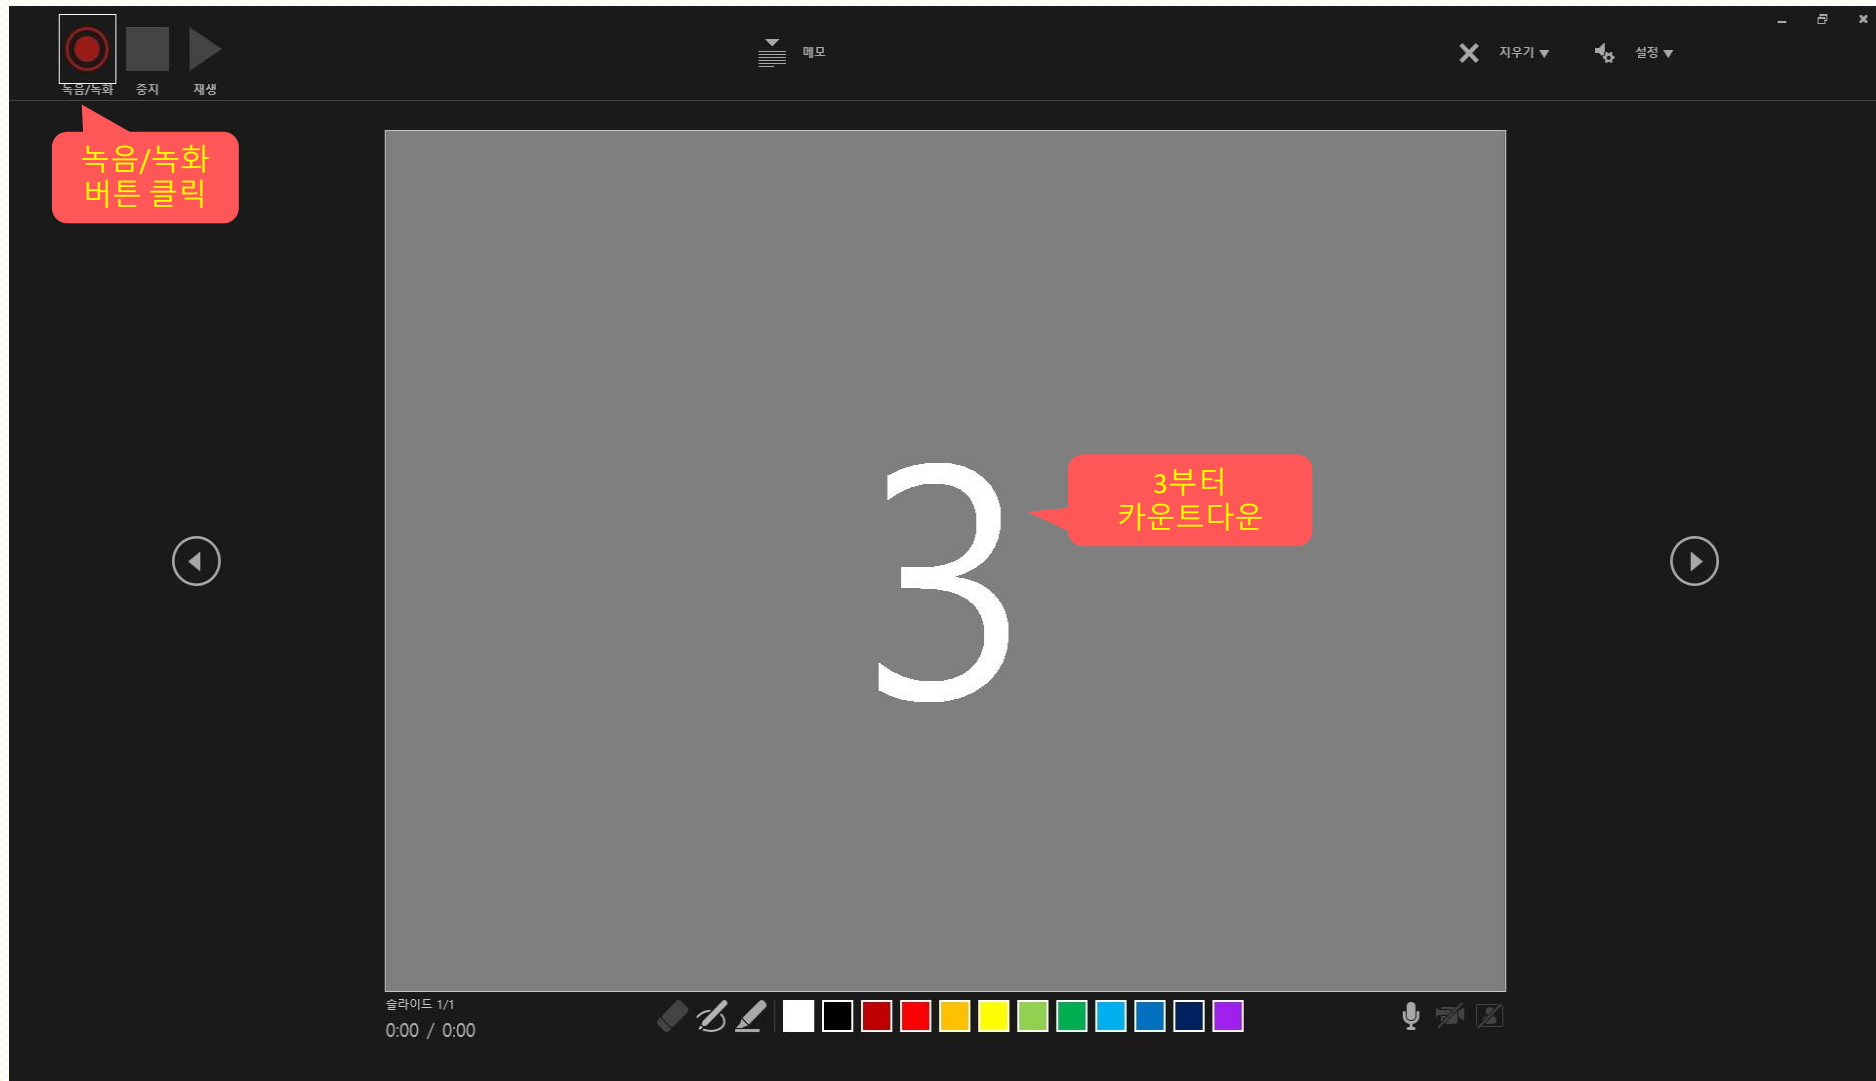 녹음/녹화 중지 재생
메모
지우기
설정
녹음/녹화
버튼 클릭
3
3부터
카운트다운
슬라이드 1/1
0:00 / 0:00